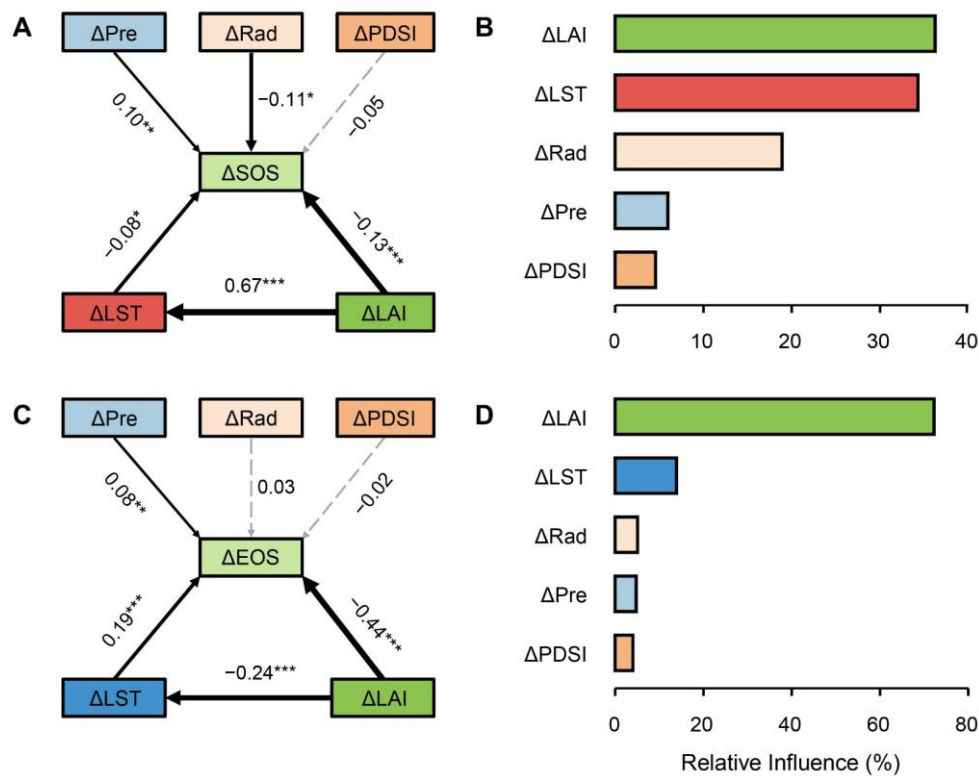 A
ΔPre
ΔRad
ΔPDSI
0.10**
−0.11*
−0.05
ΔSOS
−0.08*
−0.13***
0.67***
ΔLST
ΔLAI
B
ΔLAI
ΔLST
ΔRad
ΔPre
ΔPDSI
0 10 20 30 40
C
ΔPre
ΔRad
ΔPDSI
0.08**
0.03
−0.02
ΔEOS
0.19***
−0.44***
−0.24***
ΔLST
ΔLAI
D
ΔLAI
ΔLST
ΔRad
ΔPre
ΔPDSI
0 20 40 60 80
Relative Influence (%)